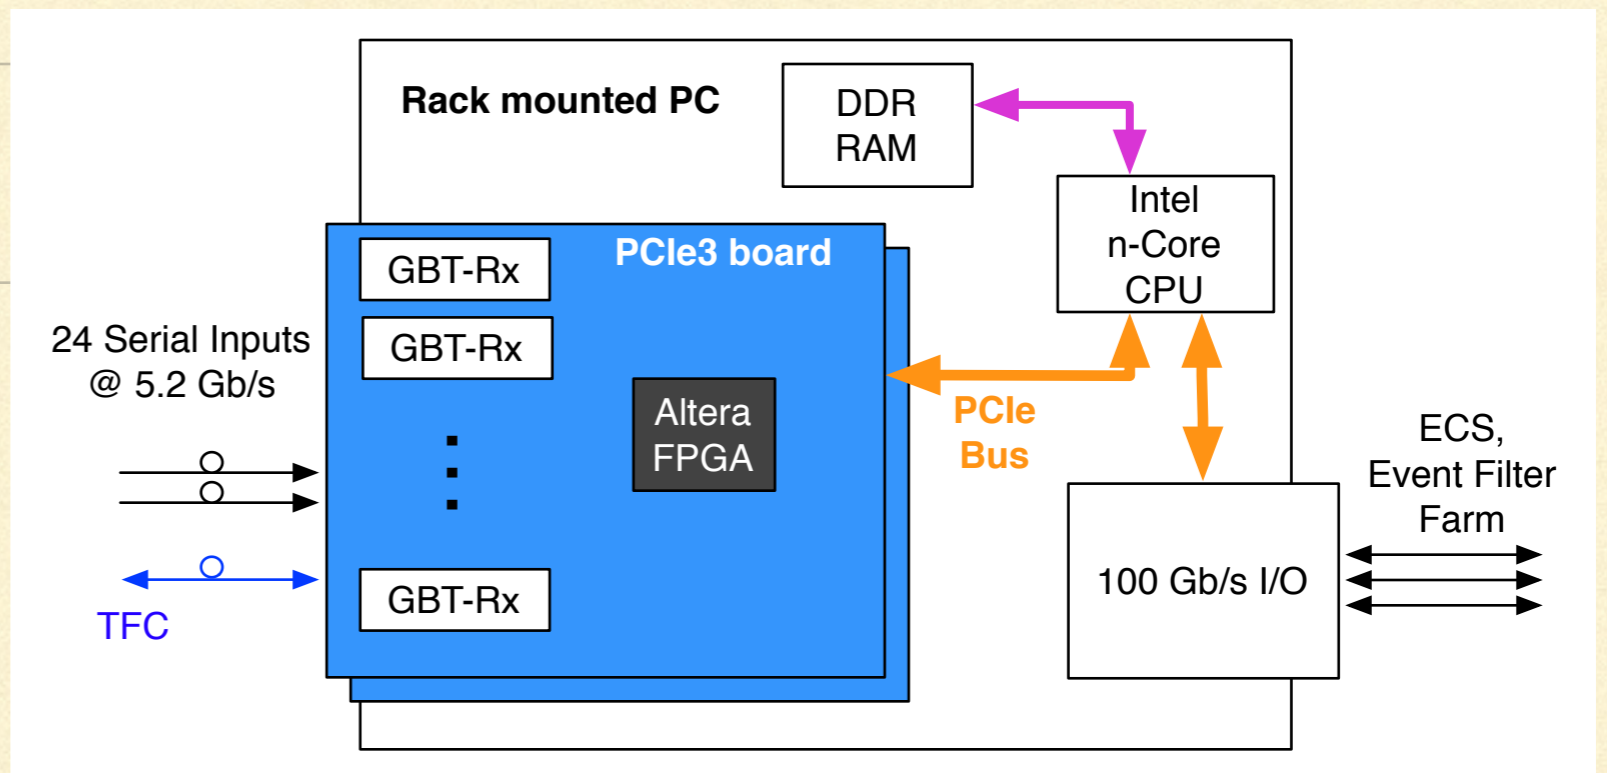 Rack mounted PC
DDR
RAM
Intel
n-Core
CPU
PCIe3 board
GBT-Rx
GBT-Rx
GBT-Rx
Altera
FPGA
24 Serial Inputs
@ 5.2 Gb/s
TFC
PCIe
Bus
100 Gb/s I/O
ECS,
Event Filter
Farm